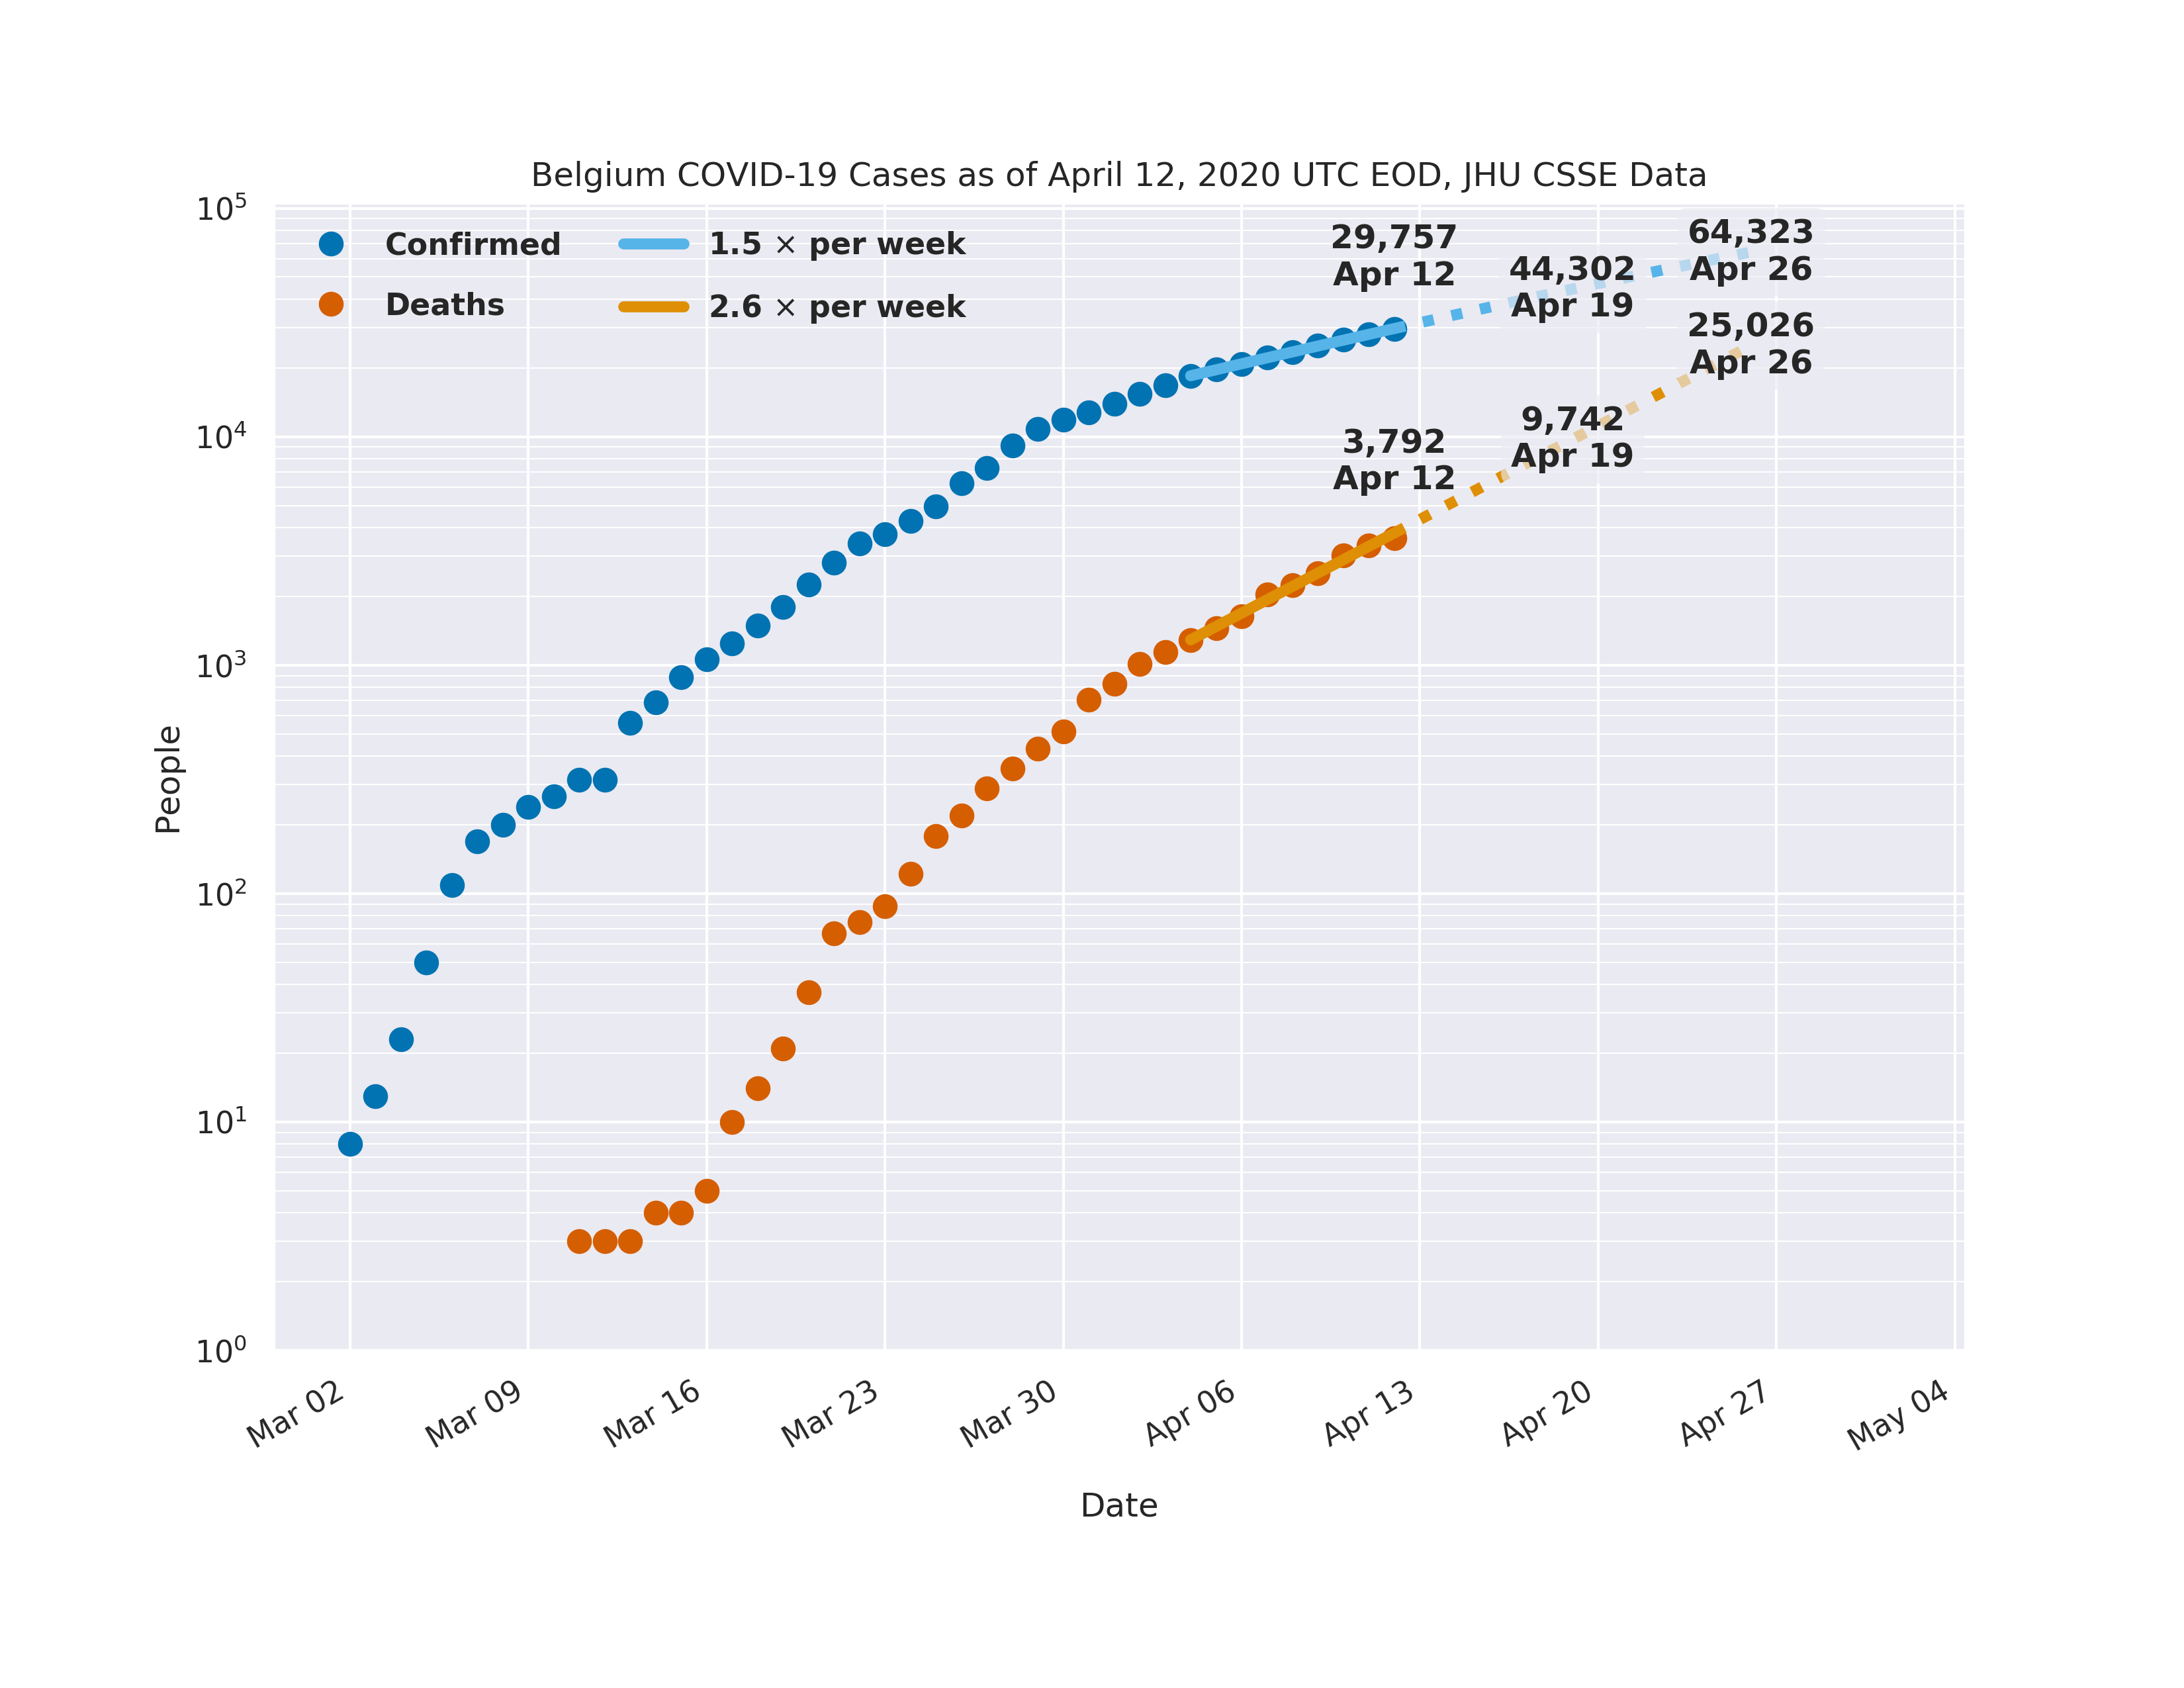 Belgium COVID-19 Cases as of April 12, 2020 UTC EOD, JHU CSSE Data
10⁵
10⁴
10³
10²
10¹
10⁰
People
Confirmed
Deaths
1.5 × per week
2.6 × per week
29,757
Apr 12
44,302
Apr 19
64,323
Apr 26
3,792
Apr 12
9,742
Apr 19
25,026
Apr 26
Mar 02
Mar 09
Mar 16
Mar 23
Mar 30
Apr 06
Apr 13
Apr 20
Apr 27
May 04
Date